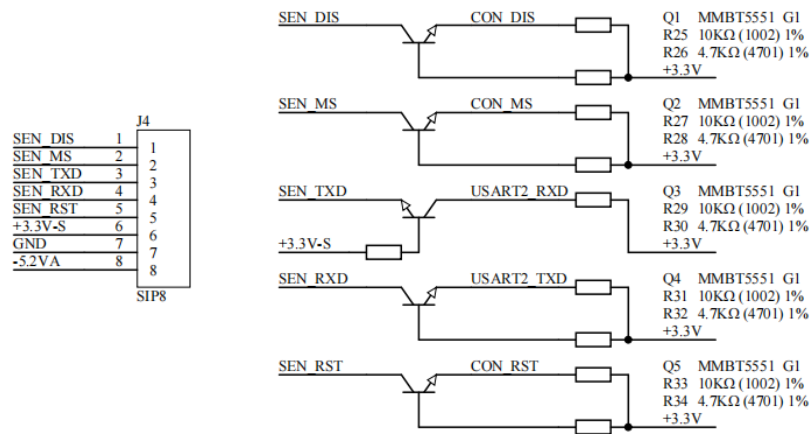 J4
SEN_DIS 1 1
SEN_MS 2 2
SEN_TXD 3 3
SEN_RXD 4 4
SEN_RST 5 5
+3.3V-S 6 6
GND 7 7
-5.2VA 8 8
SIP8
SEN_DIS CON_DIS Q1 MMBT5551 G1
R25 10KΩ (1002) 1%
R26 4.7KΩ (4701) 1%
+3.3V
SEN_MS CON_MS Q2 MMBT5551 G1
R27 10KΩ (1002) 1%
R28 4.7KΩ (4701) 1%
+3.3V
SEN_TXD USART2_RXD Q3 MMBT5551 G1
R29 10KΩ (1002) 1%
R30 4.7KΩ (4701) 1%
+3.3V-S +3.3V
SEN_RXD USART2_TXD Q4 MMBT5551 G1
R31 10KΩ (1002) 1%
R32 4.7KΩ (4701) 1%
+3.3V
SEN_RST CON_RST Q5 MMBT5551 G1
R33 10KΩ (1002) 1%
R34 4.7KΩ (4701) 1%
+3.3V